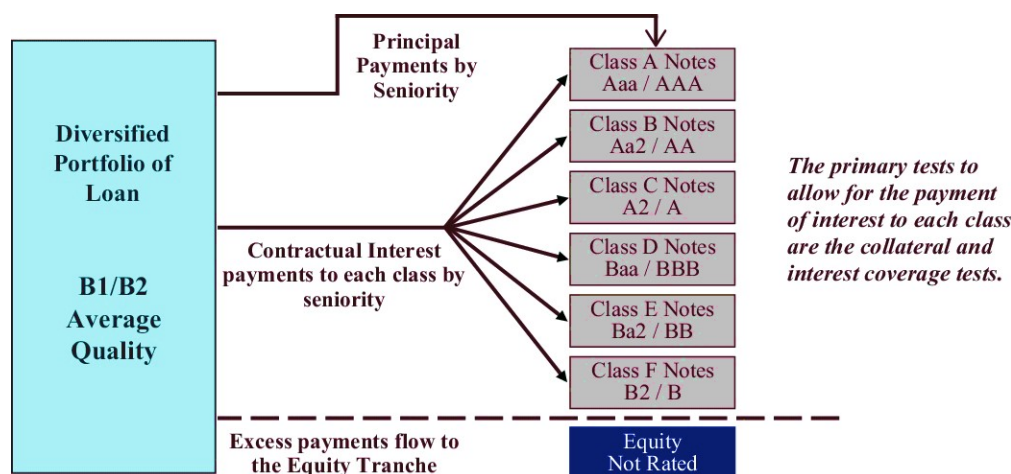 Diversified
Portfolio of
Loan
B1/B2
Average
Quality
Principal
Payments by
Seniority
Contractual Interest
payments to each class by
seniority
Class A Notes
Aaa / AAA
Class B Notes
Aa2 / AA
Class C Notes
A2 / A
Class D Notes
Baa / BBB
Class E Notes
Ba2 / BB
Class F Notes
B2 / B
The primary tests to
allow for the payment
of interest to each class
are the collateral and
interest coverage tests.
Excess payments flow to
the Equity Tranche
Equity
Not Rated